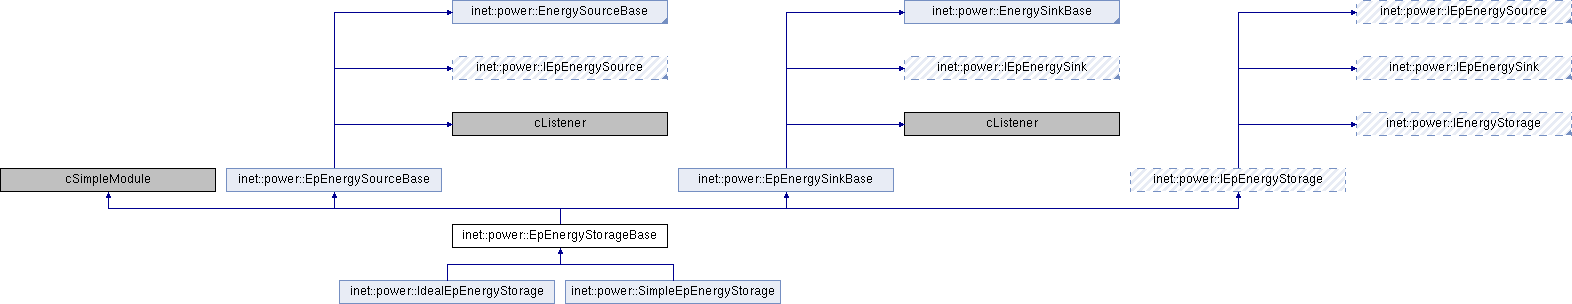 inet::power::EnergySourceBase
inet::power::EnergySinkBase
inet::power::IEpEnergySource
inet::power::IEpEnergySource
inet::power::IEpEnergySink
inet::power::IEpEnergySink
cListener
cListener
inet::power::IEnergyStorage
cSimpleModule
inet::power::EpEnergySourceBase
inet::power::EpEnergySinkBase
inet::power::IEpEnergyStorage
inet::power::EpEnergyStorageBase
inet::power::IdealEpEnergyStorage
inet::power::SimpleEpEnergyStorage